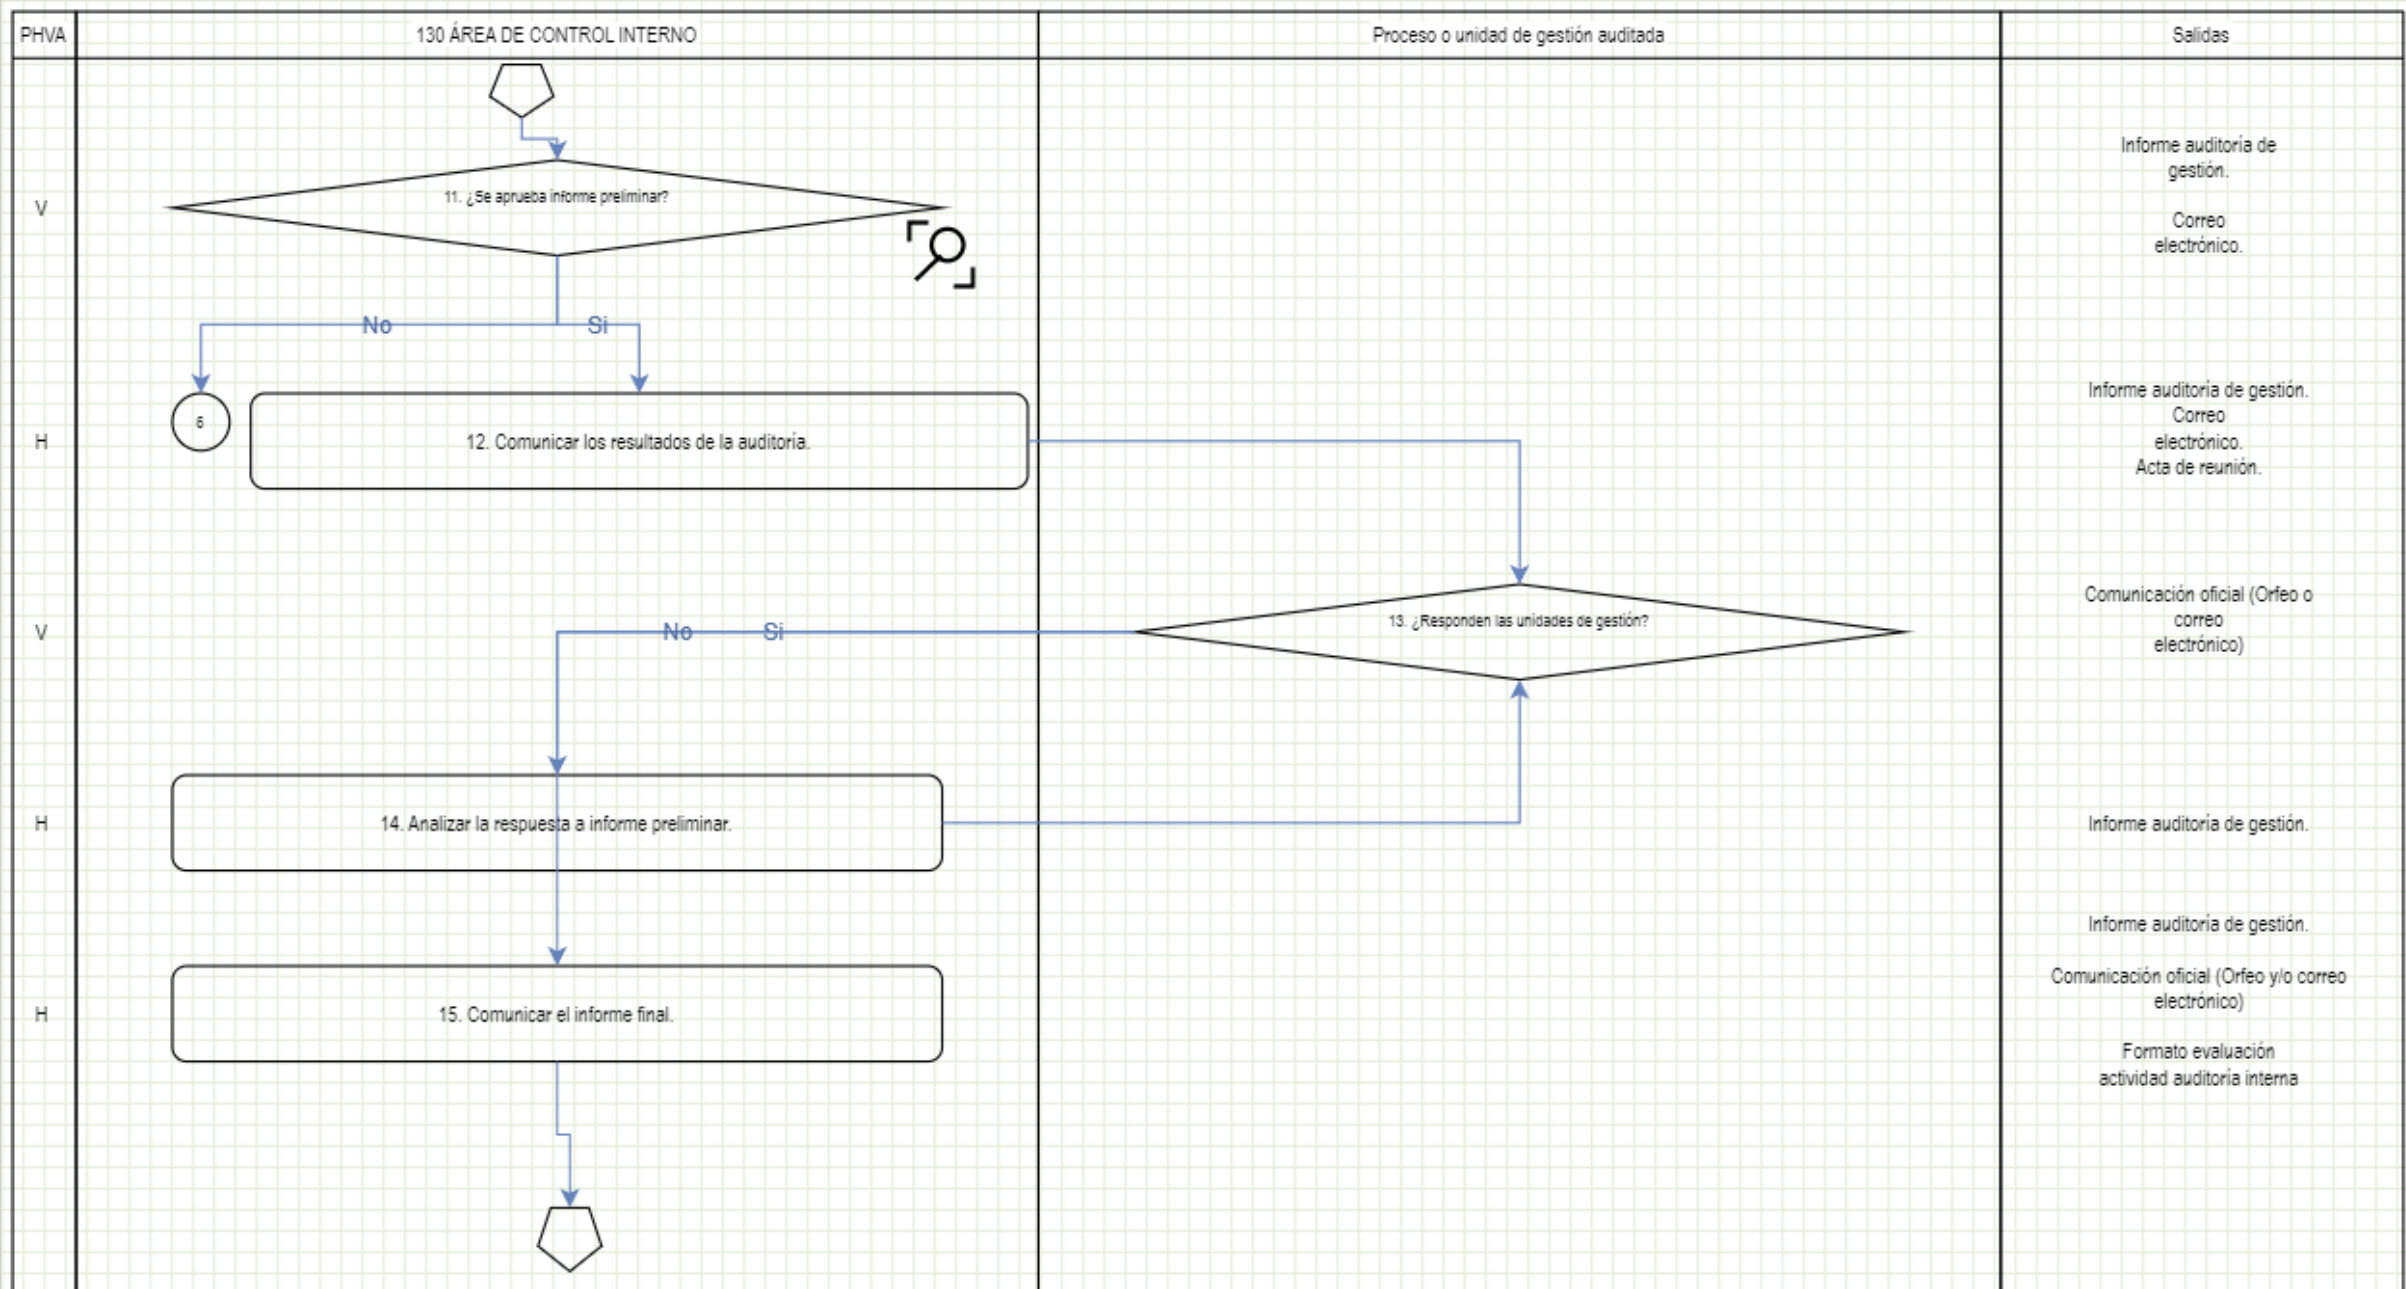 PHVA
130 ÁREA DE CONTROL INTERNO
Proceso o unidad de gestión auditada
Salidas
V
11. ¿Se aprueba informe preliminar?
Informe auditoría de
gestión.
Correo
electrónico.
No
Si
H
6
12. Comunicar los resultados de la auditoría.
Informe auditoría de gestión.
Correo
electrónico.
Acta de reunión.
V
No
Si
13. ¿Responden las unidades de gestión?
Comunicación oficial (Orfeo o
correo
electrónico)
H
14. Analizar la respuesta a informe preliminar.
Informe auditoría de gestión.
H
15. Comunicar el informe final.
Informe auditoría de gestión.
Comunicación oficial (Orfeo y/o correo
electrónico)
Formato evaluación
actividad auditoría interna